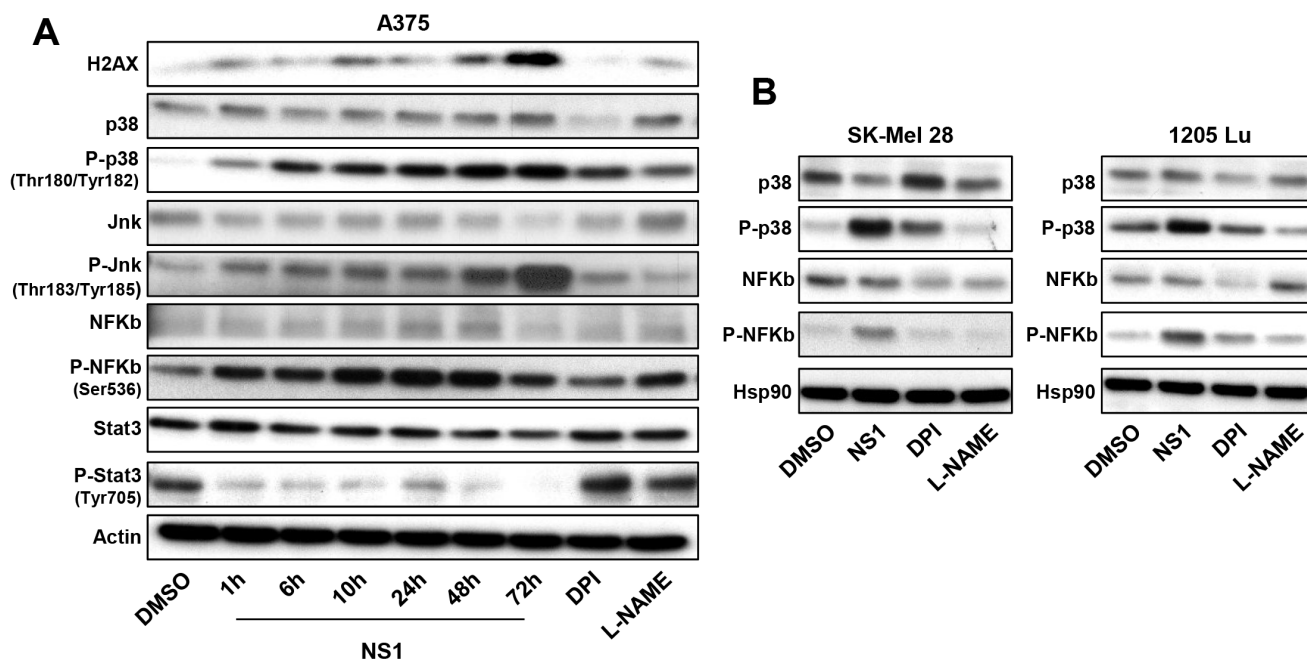 A
A375
H2AX
p38
P-p38
(Thr180/Tyr182)
Jnk
P-Jnk
(Thr183/Tyr185)
NFKb
P-NFKb
(Ser536)
Stat3
P-Stat3
(Tyr705)
Actin
DMSO 1h 6h 10h 24h 48h 72h DPI L-NAME
NS1
B
SK-Mel 28
p38
P-p38
NFKb
P-NFKb
Hsp90
DMSO NS1 DPI L-NAME
1205 Lu
p38
P-p38
NFKb
P-NFKb
Hsp90
DMSO NS1 DPI L-NAME